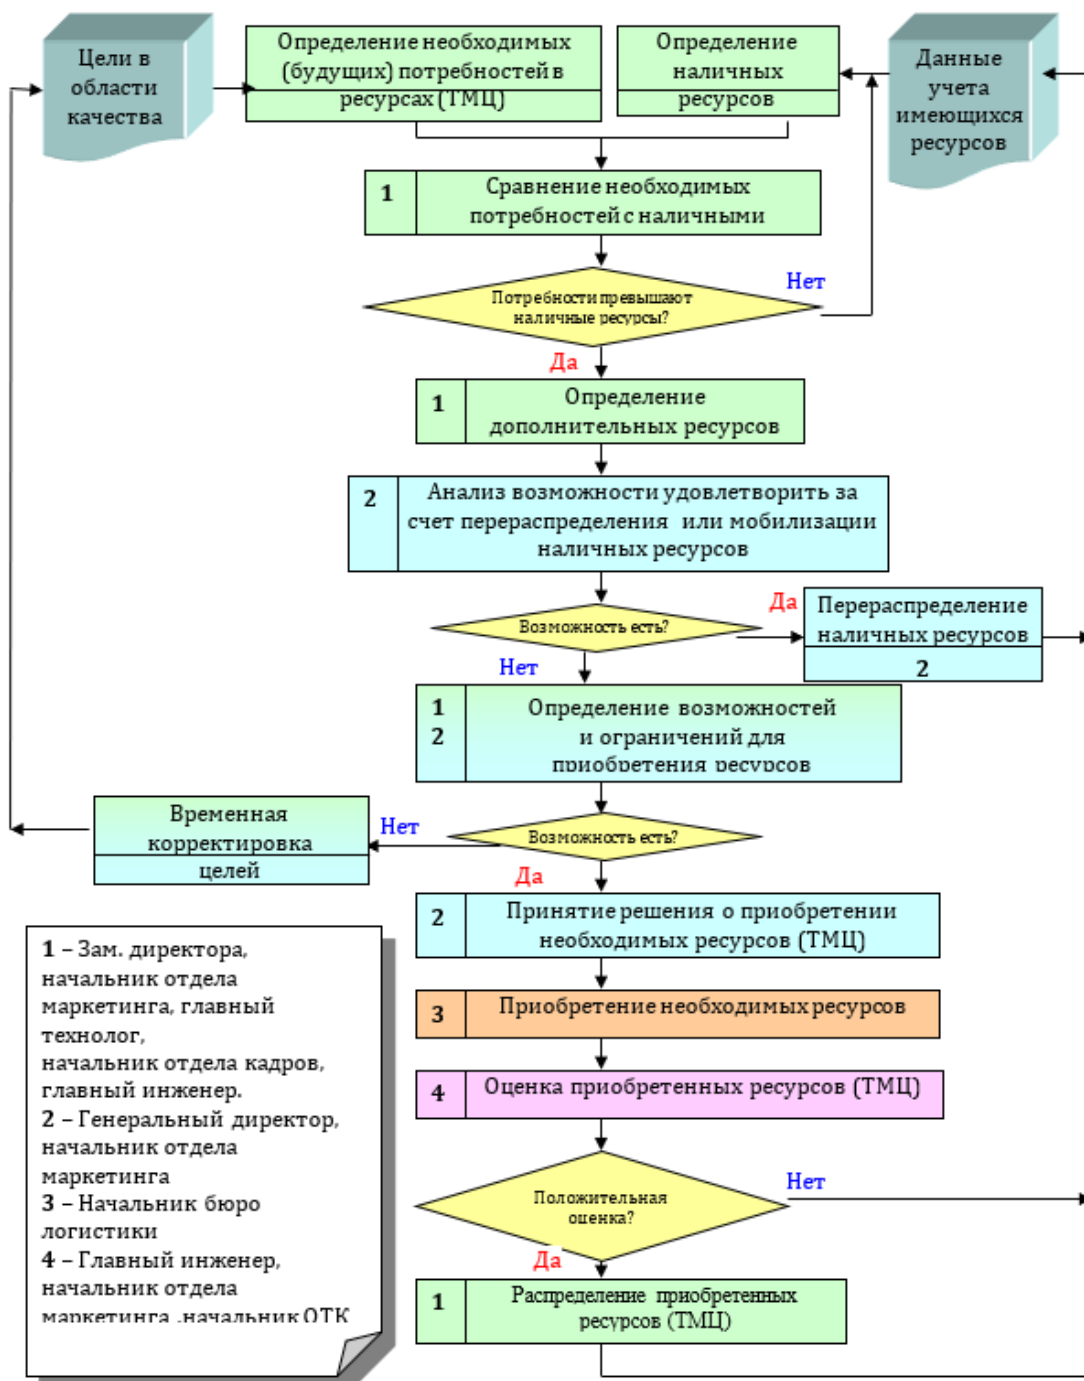 Цели в
области
качества
Определение необходимых
(будущих) потребностей в
ресурсах (ТМЦ)
Определение
наличных
ресурсов
Данные
учета
имеющихся
ресурсов
1
Сравнение необходимых
потребностей с наличными
Потребности превышают
наличные ресурсы?
Нет
Да
1
Определение
дополнительных ресурсов
2
Анализ возможности удовлетворить за
счет перераспределения или мобилизации
наличных ресурсов
Возможность есть?
Да
Перераспределение
наличных ресурсов
2
Нет
1
2
Определение возможностей
и ограничений для
приобретения ресурсов
Временная
корректировка
целей
Нет
Возможность есть?
Да
2
Принятие решения о приобретении
необходимых ресурсов (ТМЦ)
3
Приобретение необходимых ресурсов
4
Оценка приобретенных ресурсов (ТМЦ)
Положительная
оценка?
Нет
Да
1
Распределение приобретенных
ресурсов (ТМЦ)
1 – Зам. директора,
начальник отдела
маркетинга, главный
технолог,
начальник отдела кадров,
главный инженер.
2 – Генеральный директор,
начальник отдела
маркетинга
3 – Начальник бюро
логистики
4 – Главный инженер,
начальник отдела
маркетинга ,начальник ОТК